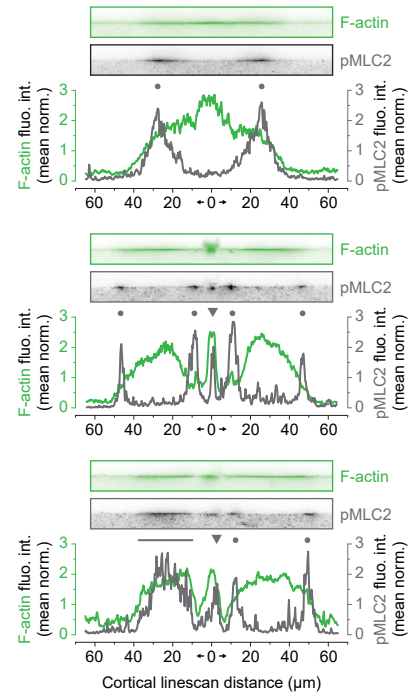 F-actin
pMLC2
F-actin fluo. int.
(mean norm.)
3
2
1
0
3
2
1
0
pMLC2 fluo. int.
(mean norm.)
60 40 20 ←0→ 20 40 60
F-actin
pMLC2
F-actin fluo. int.
(mean norm.)
3
2
1
0
3
2
1
0
pMLC2 fluo. int.
(mean norm.)
60 40 20 ←0→ 20 40 60
F-actin
pMLC2
F-actin fluo. int.
(mean norm.)
3
2
1
0
3
2
1
0
pMLC2 fluo. int.
(mean norm.)
60 40 20 ←0→ 20 40 60
Cortical linescan distance (µm)